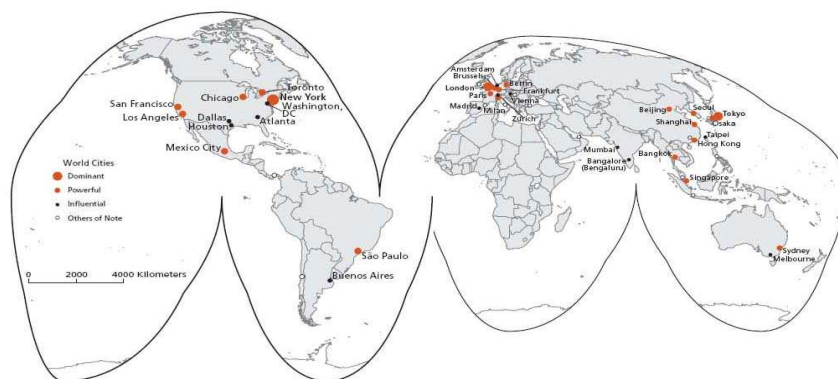 Toronto
Chicago
New York
San Francisco
Washington,
DC
Los Angeles
Dallas
Atlanta
Houston
Mexico City
World Cities
Dominant
Powerful
Influential
Others of Note
0 2000 4000 Kilometers
São Paulo
Buenos Aires
Amsterdam
Brussels
Berlin
London
Frankfurt
Paris
Vienna
Madrid
Milan
Zurich
Beijing
Seoul
Tokyo
Osaka
Shanghai
Taipei
Hong Kong
Mumbai
Bangkok
Bangalore
(Bengaluru)
Singapore
Sydney
Melbourne